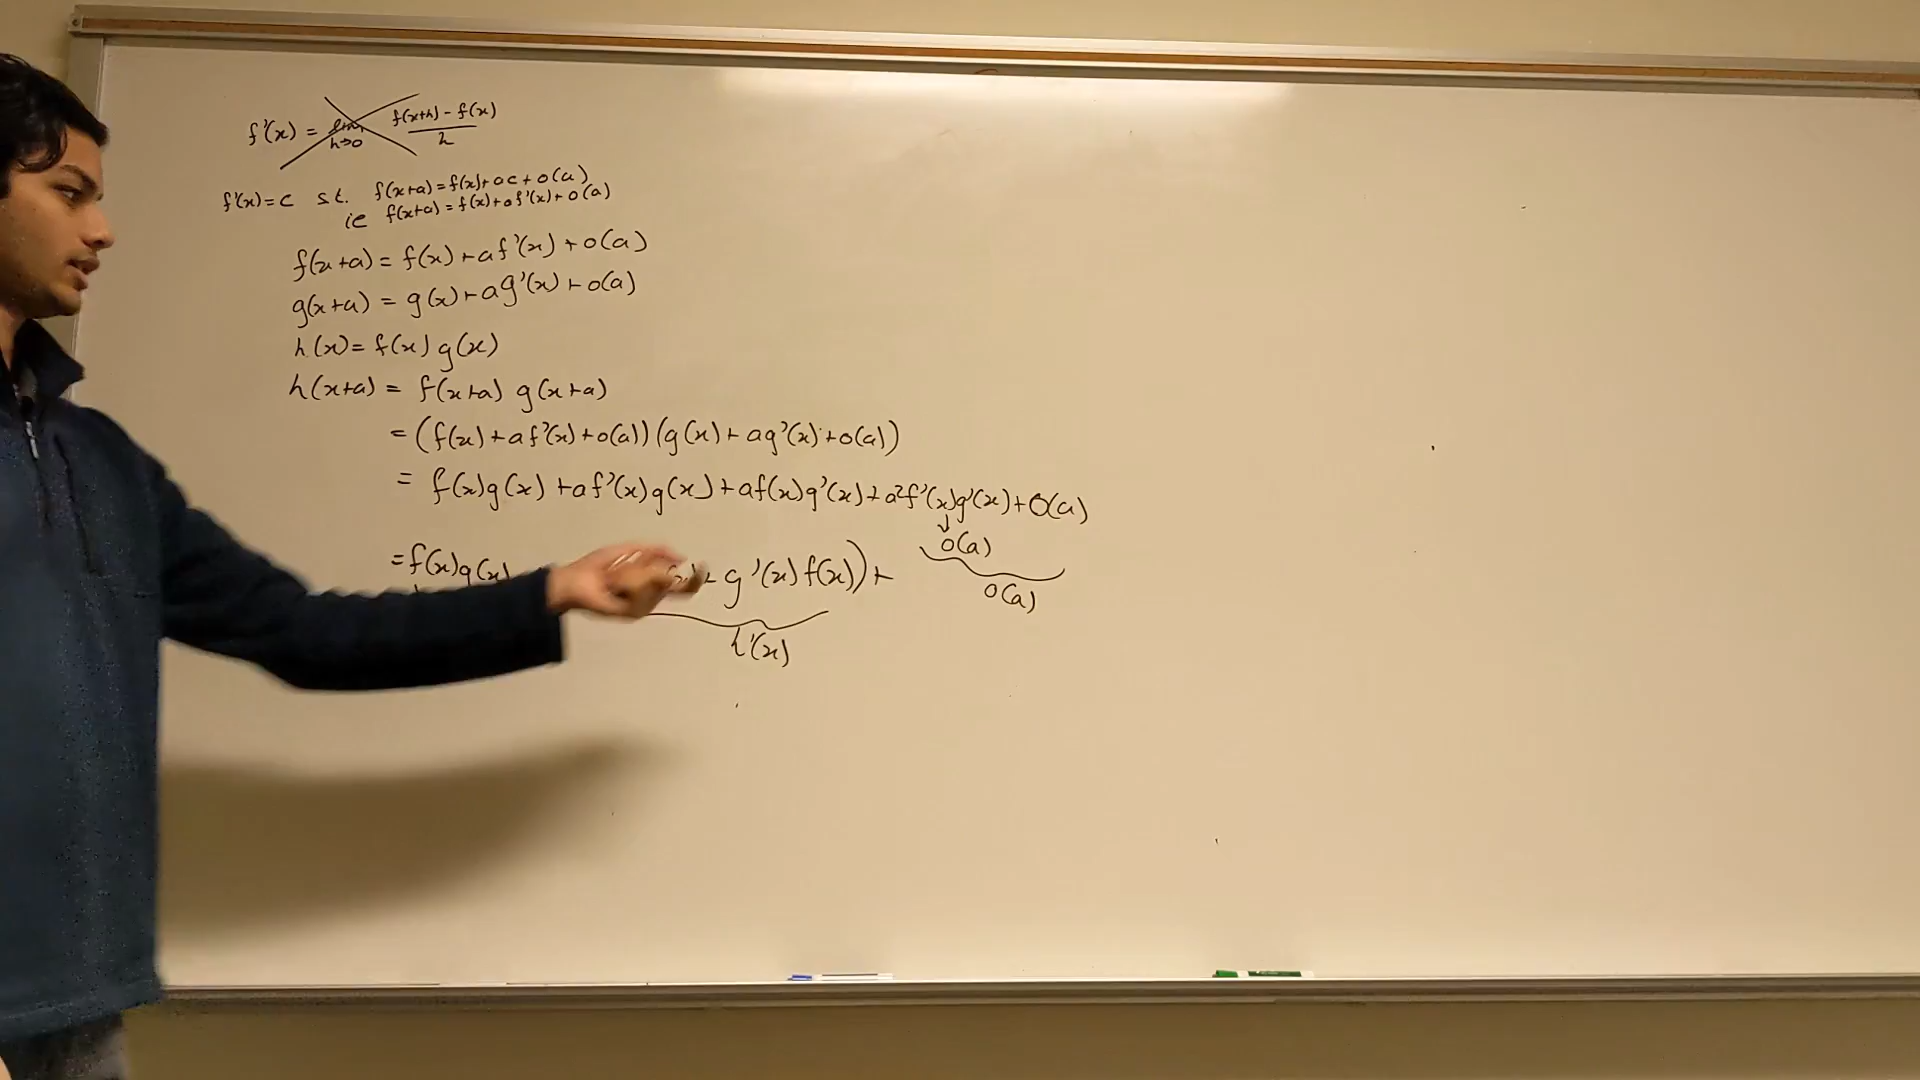 f'(x) = lim h→0 f(x+h) - f(x) / h
f'(x) = c s.t. f(x+a) = f(x) + ac + o(a)
ie f(x+a) = f(x) + af'(x) + o(a)
f(x+a) = f(x) + af'(x) + o(a)
g(x+a) = g(x) + ag'(x) + o(a)
h(x) = f(x) g(x)
h(x+a) = f(x+a) g(x+a)
= (f(x) + af'(x) + o(a)) (g(x) + ag'(x) + o(a))
= f(x)g(x) + af'(x)g(x) + af(x)g'(x) + a²f'(x)g'(x) + o(a)
↓
o(a)
= f(x)g(x) + g'(x) f(x)) +
o(a)
h'(x)